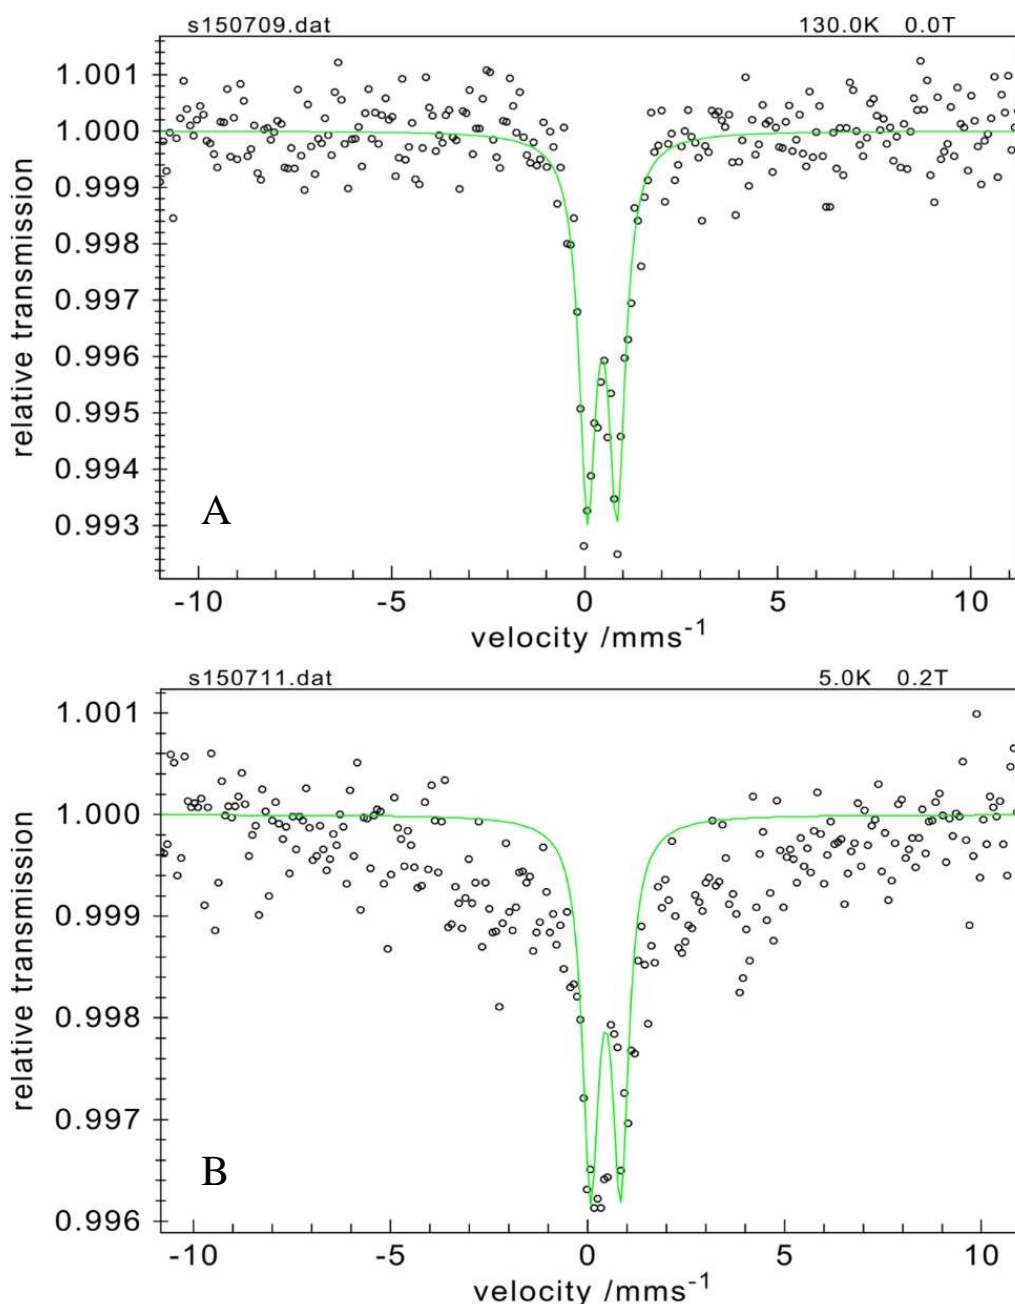 s150709.dat 130.0K 0.0T
1.001
1.000
0.999
0.998
0.997
0.996
0.995
0.994
0.993
relative transmission
A
-10 -5 0 5 10
velocity /mms-1
s150711.dat 5.0K 0.2T
1.001
1.000
0.999
0.998
0.997
0.996
relative transmission
B
-10 -5 0 5 10
velocity /mms-1